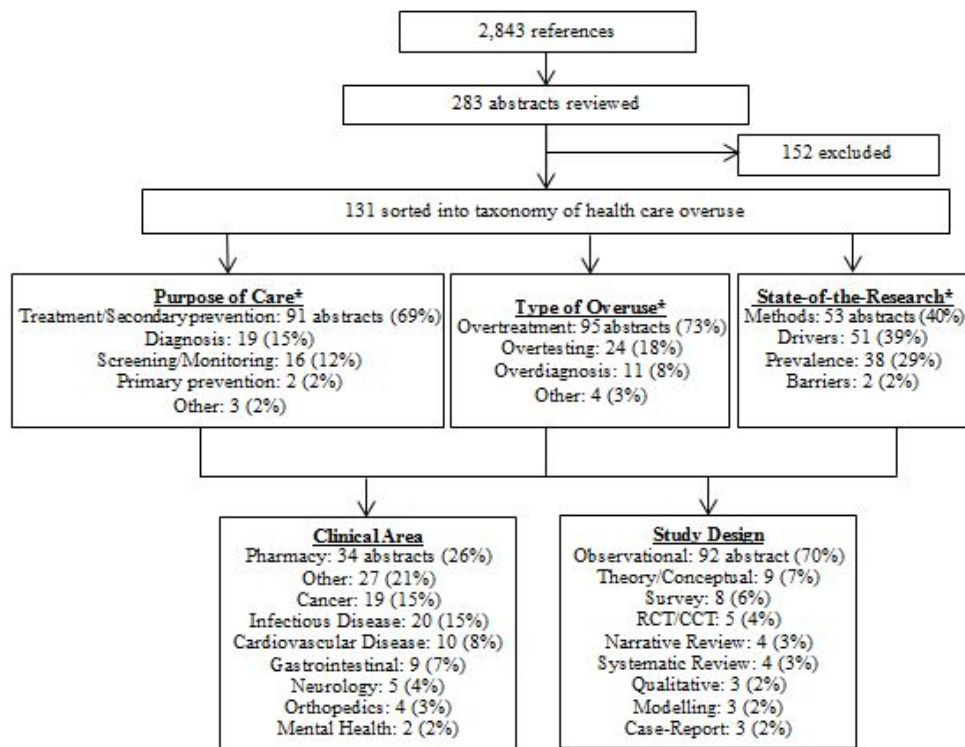 2,843 references
283 abstracts reviewed
152 excluded
131 sorted into taxonomy of health care overuse
Purpose of Care*
Treatment/Secondary prevention: 91 abstracts (69%)
Diagnosis: 19 (15%)
Screening/Monitoring: 16 (12%)
Primary prevention: 2 (2%)
Other: 3 (2%)
Type of Overuse*
Overtreatment: 95 abstracts (73%)
Overtesting: 24 (18%)
Overdiagnosis: 11 (8%)
Other: 4 (3%)
State-of-the-Research*
Methods: 53 abstracts (40%)
Drivers: 51 (39%)
Prevalence: 38 (29%)
Barriers: 2 (2%)
Clinical Area
Pharmacy: 34 abstracts (26%)
Other: 27 (21%)
Cancer: 19 (15%)
Infectious Disease: 20 (15%)
Cardiovascular Disease: 10 (8%)
Gastrointestinal: 9 (7%)
Neurology: 5 (4%)
Orthopedics: 4 (3%)
Mental Health: 2 (2%)
Study Design
Observational: 92 abstract (70%)
Theory/Conceptual: 9 (7%)
Survey: 8 (6%)
RCT/CCT: 5 (4%)
Narrative Review: 4 (3%)
Systematic Review: 4 (3%)
Qualitative: 3 (2%)
Modelling: 3 (2%)
Case-Report: 3 (2%)